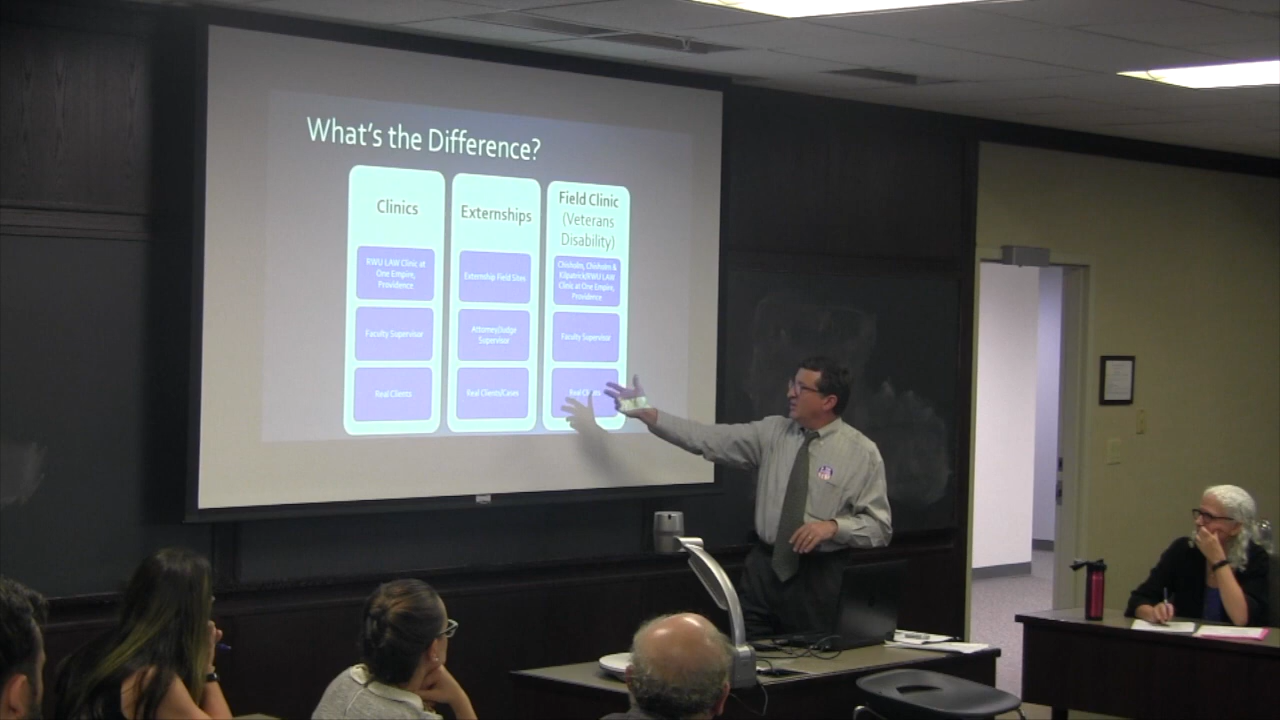 What's the Difference?
Clinics
RWU LAW Clinic at
One Empire,
Providence
Faculty Supervisor
Real Clients
Externships
Externship Field Sites
Attorney/Judge
Supervisor
Real Clients/Cases
Field Clinic
(Veterans
Disability)
Chisholm, Chisholm &
Kilpatrick/RWU LAW
Clinic at One Empire,
Providence
Faculty Supervisor
Real Clients